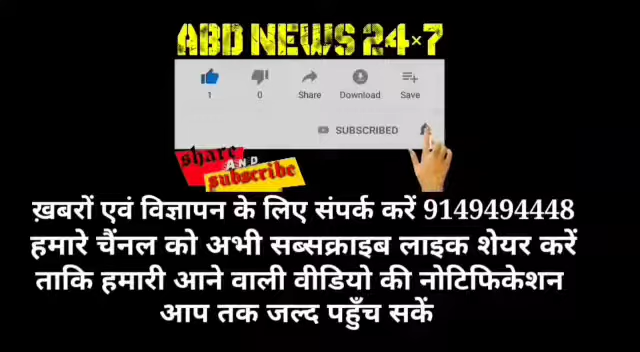 ABD NEWS 24×7
1 0 Share Download Save
SUBSCRIBED
share
AND
subscribe
ख़बरों एवं विज्ञापन के लिए संपर्क करें 9149494448
हमारे चैंनल को अभी सब्सक्राइब लाइक शेयर करें
ताकि हमारी आने वाली वीडियो की नोटिफिकेशन
आप तक जल्द पहुँच सकें